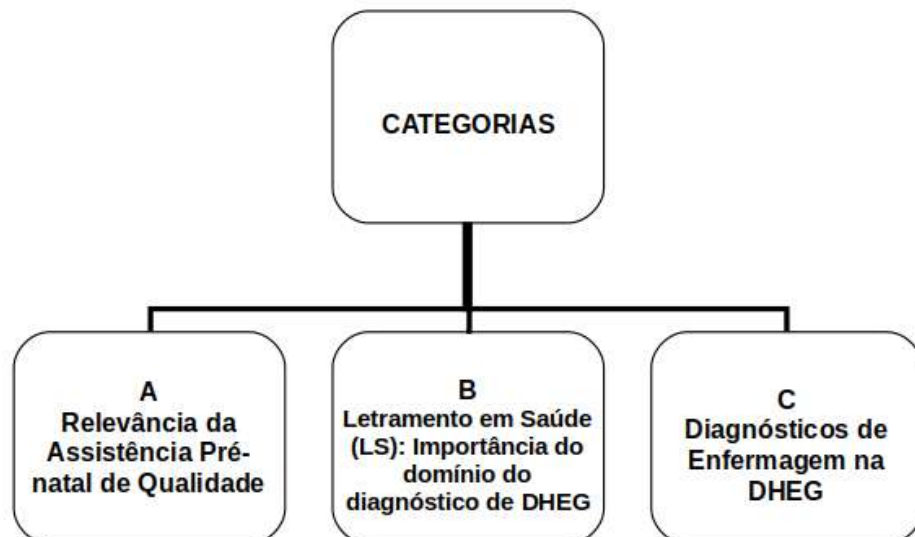 CATEGORIAS
A
Relevância da
Assistência Pré-
natal de Qualidade
B
Letramento em Saúde
(LS): Importância do
domínio do
diagnóstico de DHEG
C
Diagnósticos de
Enfermagem na
DHEG